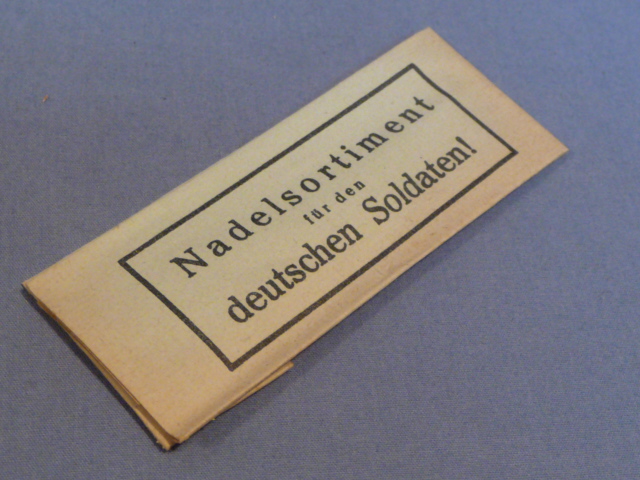 Nadelsortiment
für den
deutschen Soldaten!